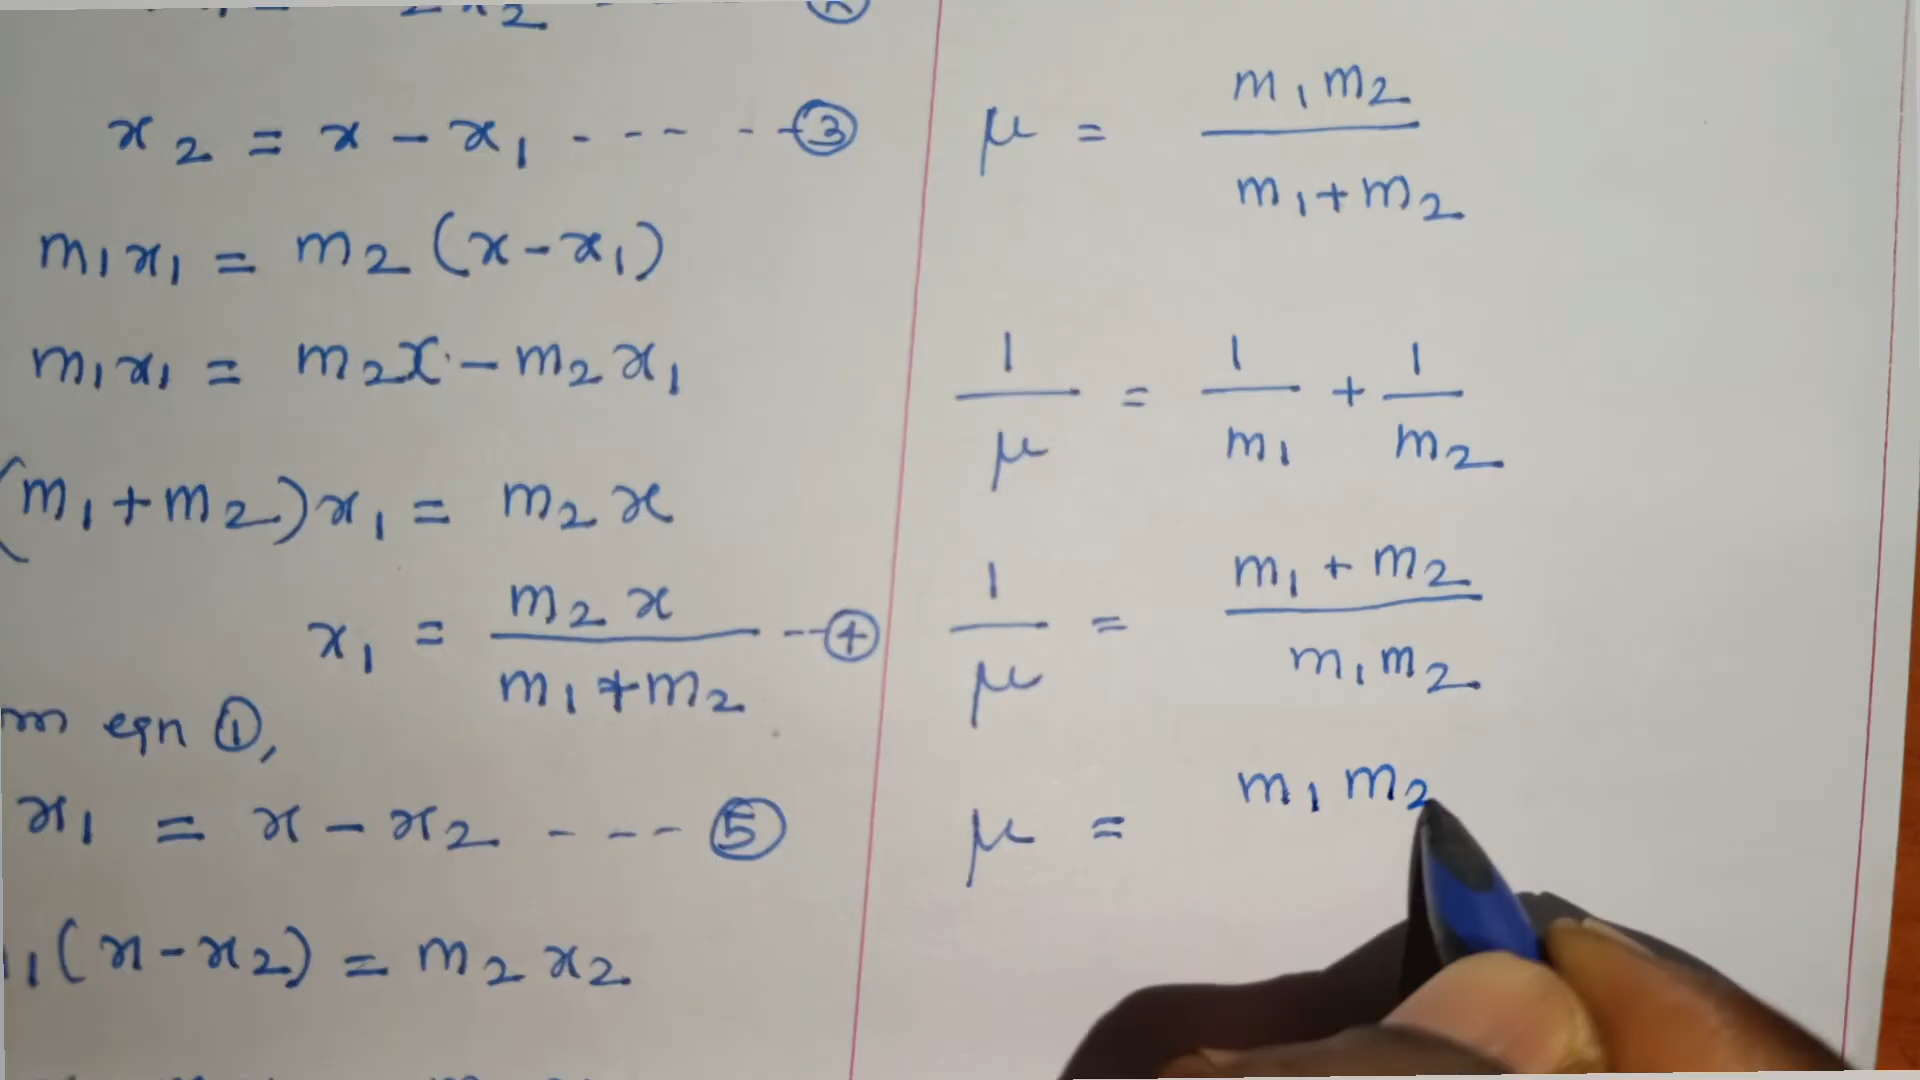 x₂ = x - x₁ - - - - - - ③
m₁x₁ = m₂ (x-x₁)
m₁x₁ = m₂x - m₂x₁
(m₁+m₂)x₁ = m₂x
x₁ = m₂x / m₁+m₂ --④
eqn ①,
x₁ = x - x₂ - - - - ⑤
(x-x₂) = m₂x₂
μ = m₁m₂ / m₁+m₂
1/μ = 1/m₁ + 1/m₂
1/μ = m₁+m₂ / m₁m₂
μ = m₁m₂